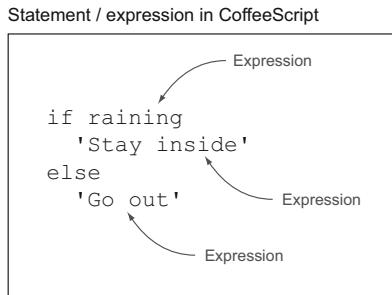 Statement / expression in CoffeeScript
Expression
if raining
'Stay inside'
else
'Go out'
Expression
Expression